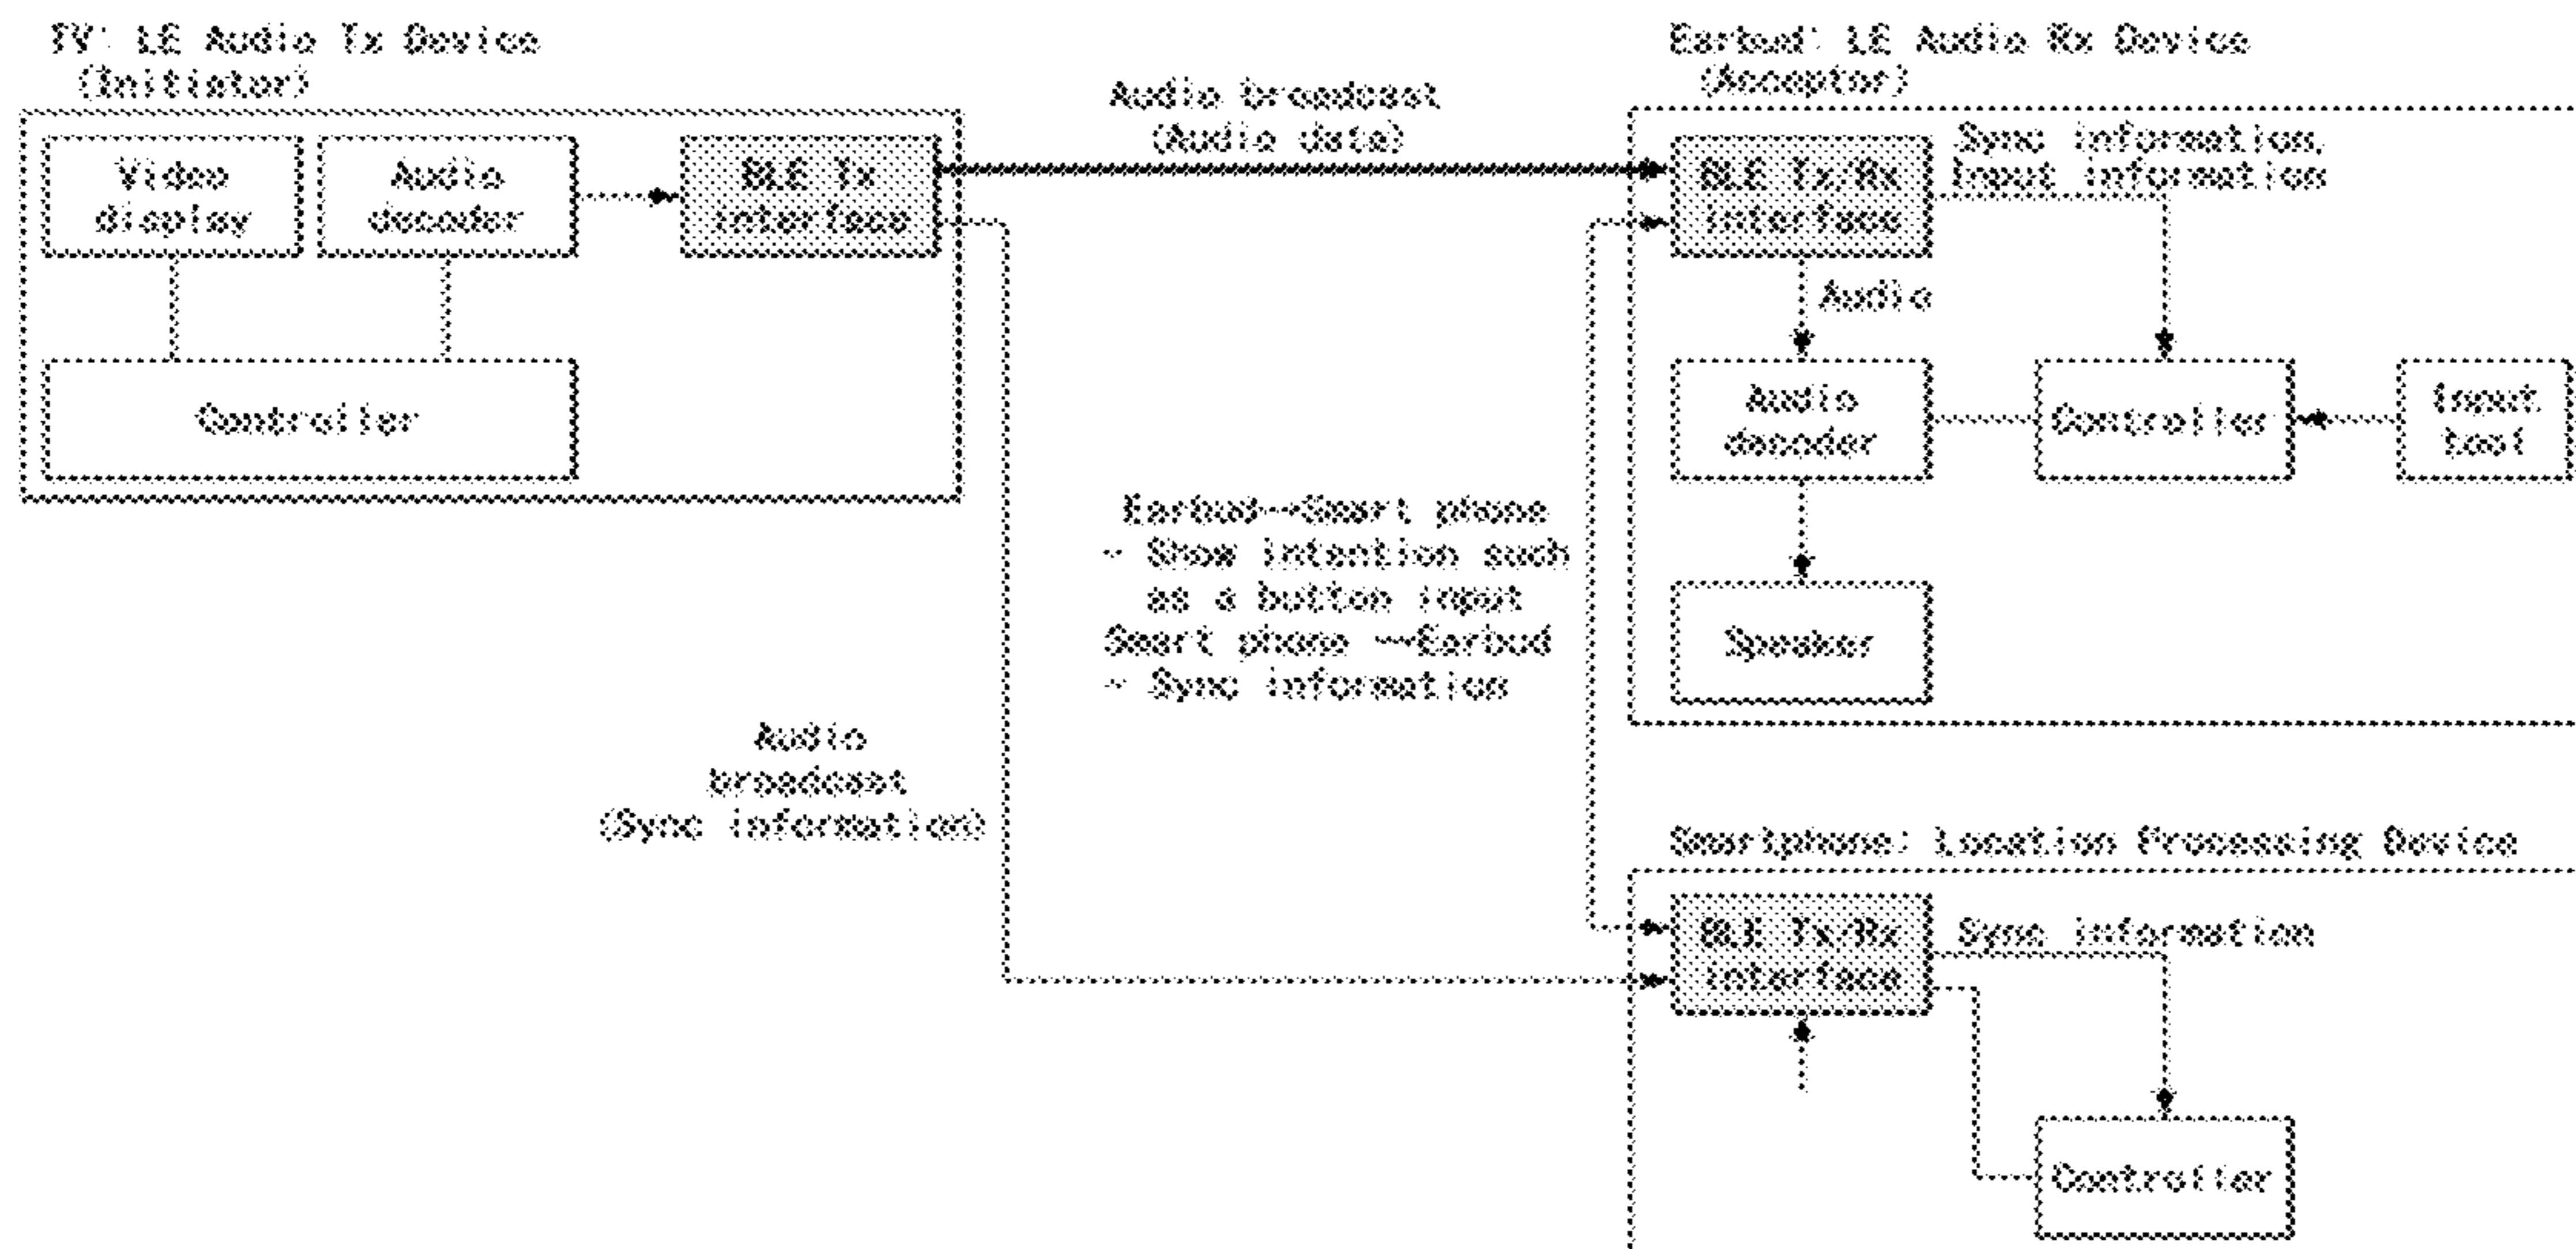 TV: LE Audio Tx Device
(Initiator)
Video
display
Audio
decoder
BLE Tx
interface
Controller
Audio broadcast
(Audio data)
Earbud: LE Audio Rx Device
(Acceptor)
BLE Tx/Rx
interface
Sync information,
Input information
Audio
Audio
decoder
Controller
Input
tool
Speaker
Earbud→Smart phone
- Show intention such
as a button input
Smart phone →Earbud
- Sync information
Audio
broadcast
(Sync information)
Smartphone: Location Processing Device
BLE Tx/Rx
interface
Sync information
Controller